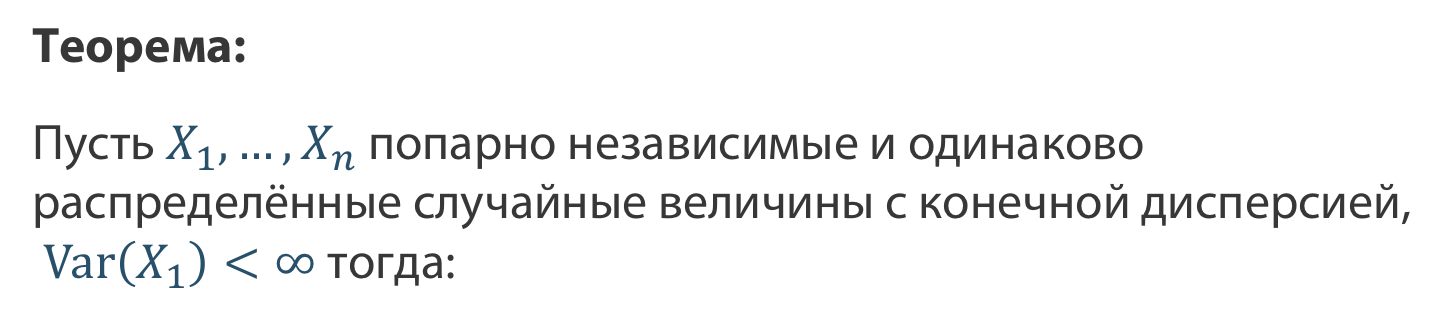 Теорема:
Пусть X₁, … , Xₙ попарно независимые и одинаково
распределённые случайные величины с конечной дисперсией,
Var(X₁) < ∞ тогда: